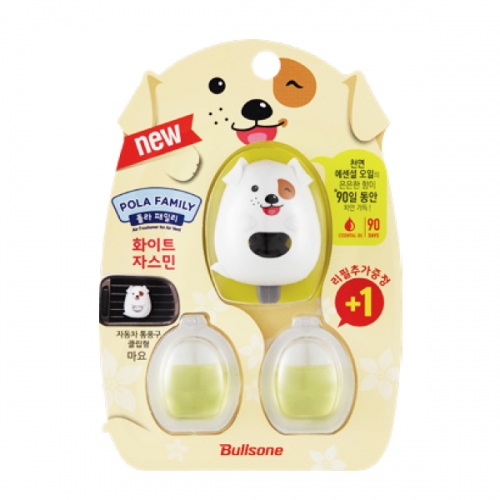 new
POLA FAMILY
폴라 패밀리
Air Freshener for Air Vent
화이트
자스민
자동차 통풍구
클립형
마요
천연
에센셜 오일의
은은한 향이
90일 동안
차안 가득!
ESSENTIAL OIL
90
DAYS
리필추가증정
+1
Bullsone